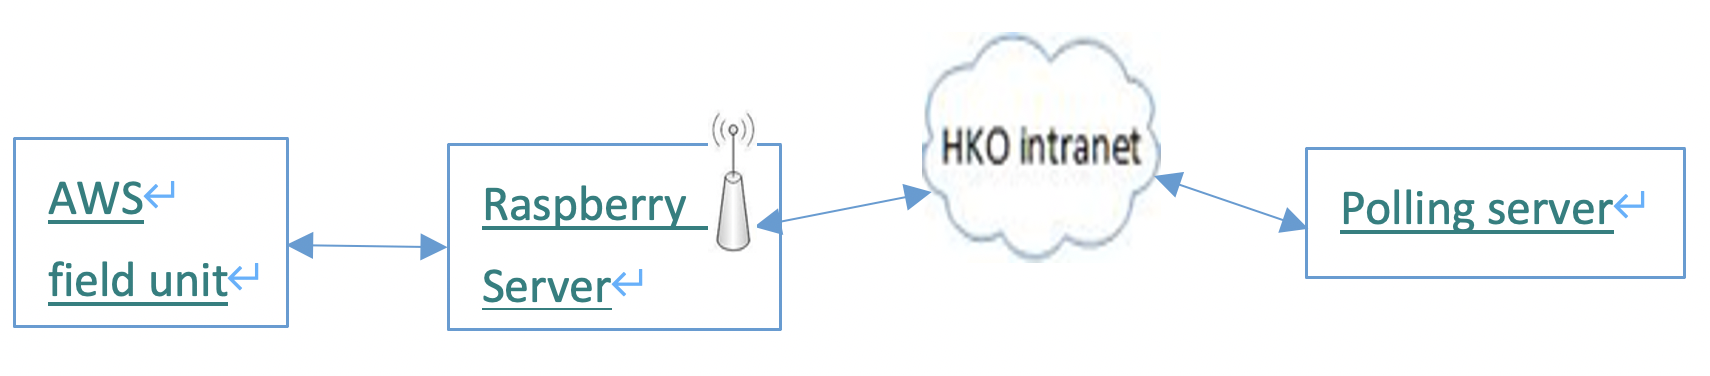 AWS
field unit
Raspberry
Server
HKO intranet
Polling server